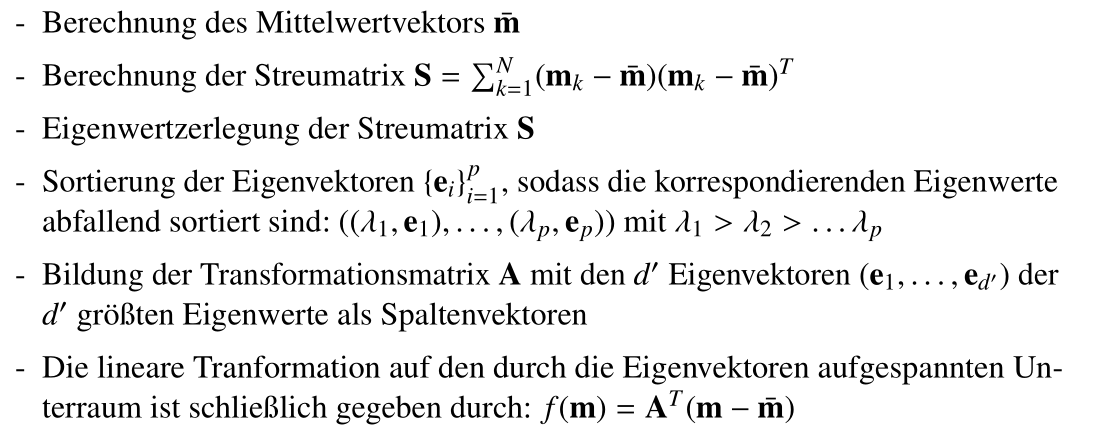 - Berechnung des Mittelwertvektors m̄
- Berechnung der Streumatrix S = ∑_{k=1}^{N}(m_k − m̄)(m_k − m̄)^T
- Eigenwertzerlegung der Streumatrix S
- Sortierung der Eigenvektoren {e_i}_{i=1}^{p}, sodass die korrespondierenden Eigenwerte
abfallend sortiert sind: ((λ_1, e_1), . . . , (λ_p, e_p)) mit λ_1 > λ_2 > . . . λ_p
- Bildung der Transformationsmatrix A mit den d′ Eigenvektoren (e_1, . . . , e_{d′}) der
d′ größten Eigenwerte als Spaltenvektoren
- Die lineare Tranformation auf den durch die Eigenvektoren aufgespannten Un-
terraum ist schließlich gegeben durch: f(m) = A^T(m − m̄)